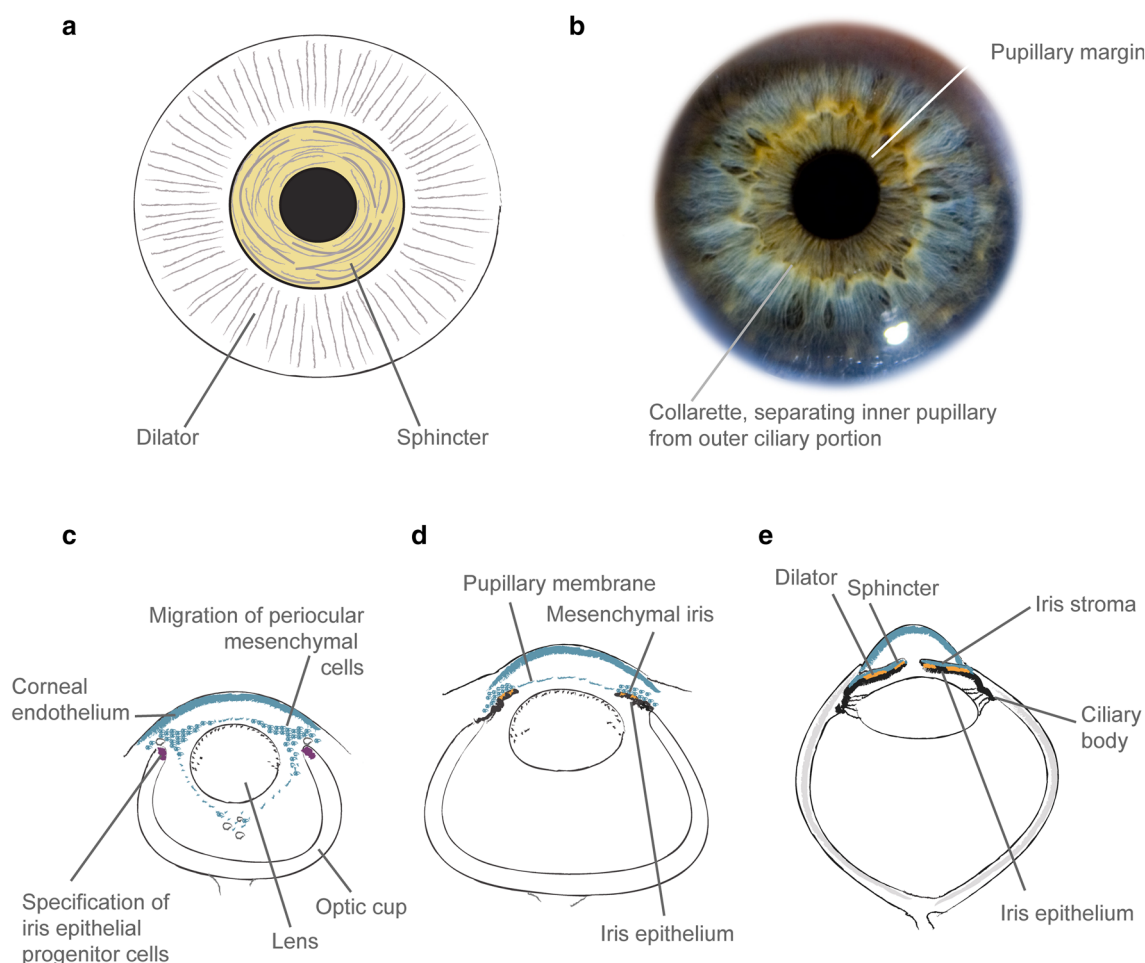 a
b
Pupillary margin
Dilator
Sphincter
Collarette, separating inner pupillary
from outer ciliary portion
c
Migration of periocular
mesenchymal
cells
Corneal
endothelium
Specification of
iris epithelial
progenitor cells
Lens
Optic cup
d
Pupillary membrane
Mesenchymal iris
Iris epithelium
e
Dilator
Sphincter
Iris stroma
Ciliary
body
Iris epithelium